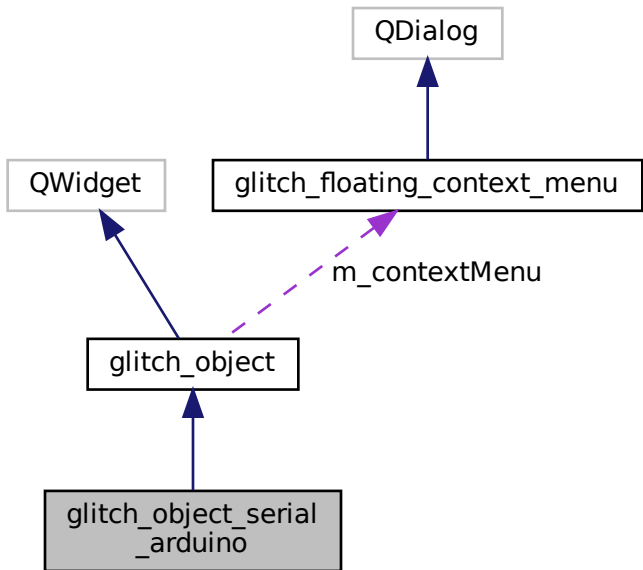 QDialog
QWidget
glitch_floating_context_menu
m_contextMenu
glitch_object
glitch_object_serial
_arduino